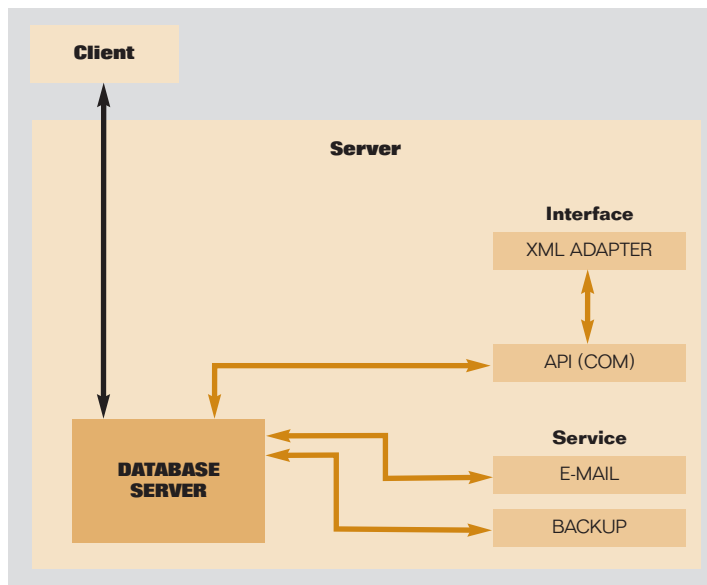 Client
Server
Interface
XML ADAPTER
API (COM)
DATABASE
SERVER
Service
E-MAIL
BACKUP